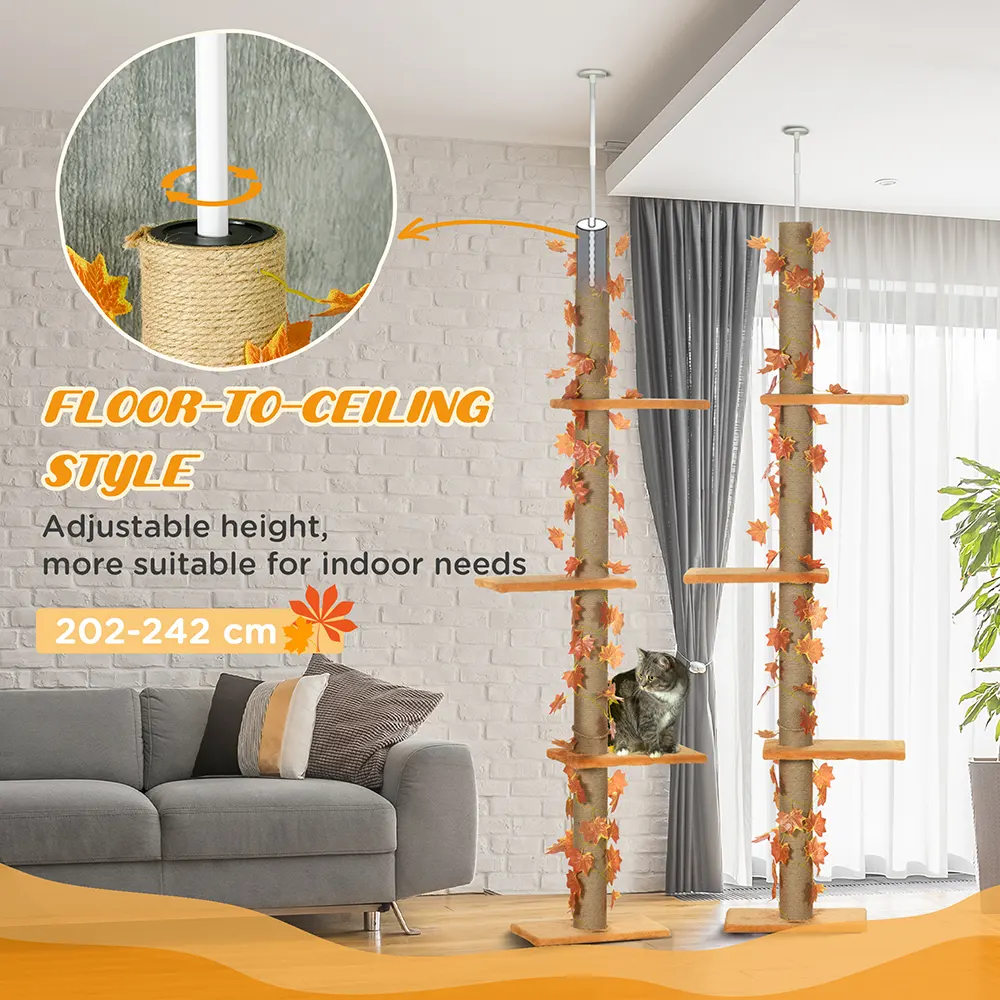 FLOOR-TO-CEILING
STYLE
Adjustable height,
more suitable for indoor needs
202-242 cm